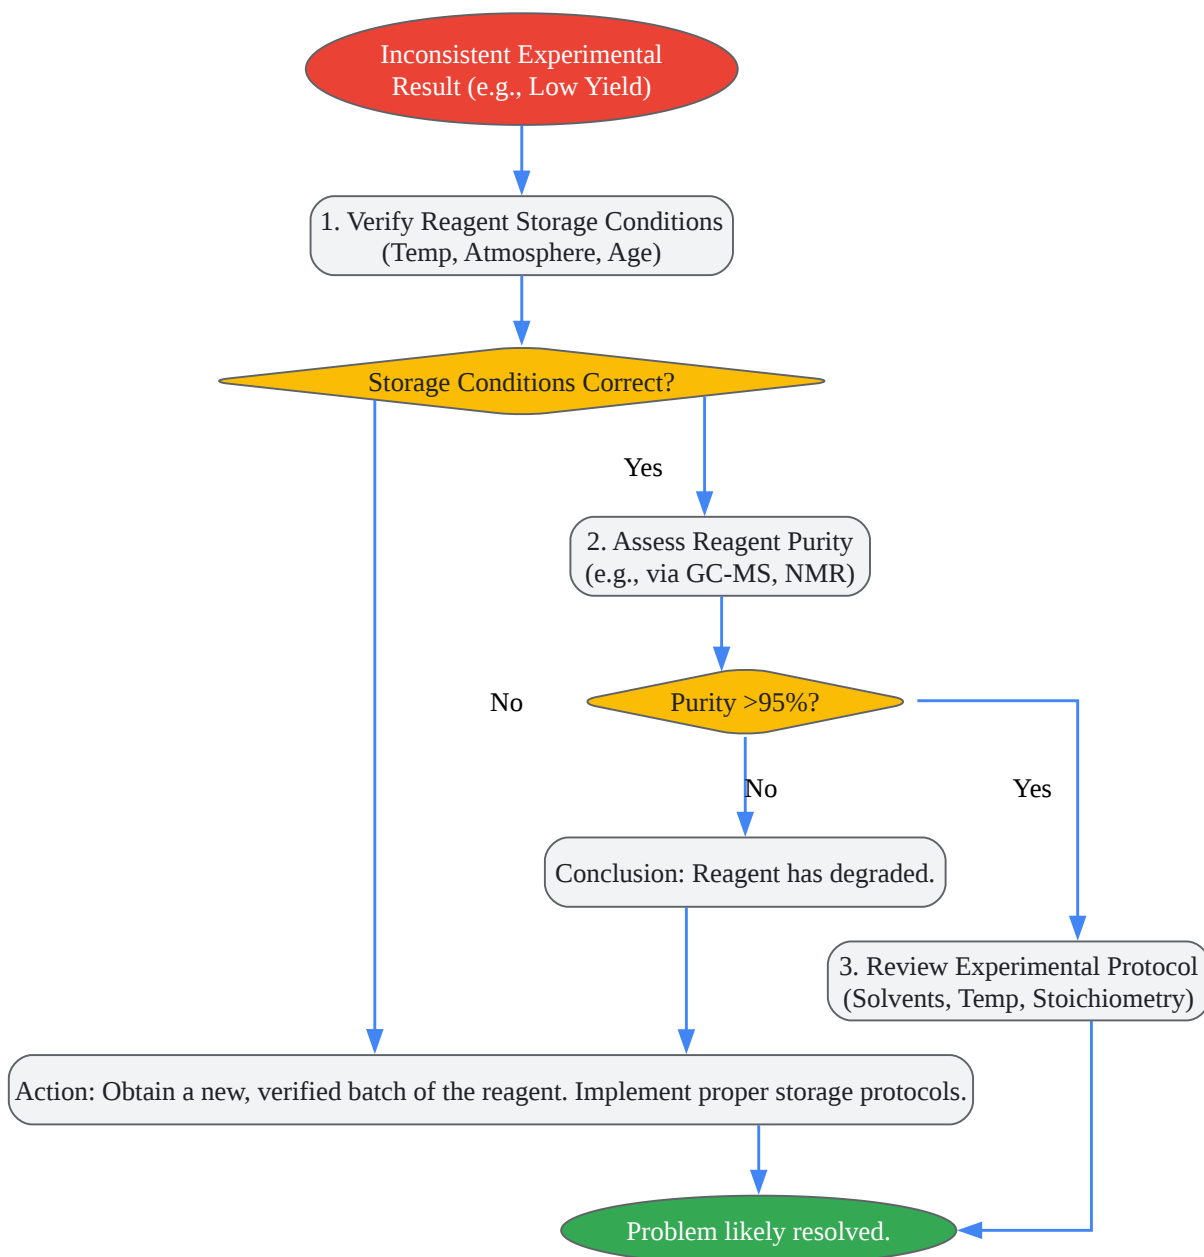 Inconsistent Experimental
Result (e.g., Low Yield)
1. Verify Reagent Storage Conditions
(Temp, Atmosphere, Age)
Storage Conditions Correct?
Yes
2. Assess Reagent Purity
(e.g., via GC-MS, NMR)
No
Purity >95%?
No
Yes
Conclusion: Reagent has degraded.
3. Review Experimental Protocol
(Solvents, Temp, Stoichiometry)
Action: Obtain a new, verified batch of the reagent. Implement proper storage protocols.
Problem likely resolved.